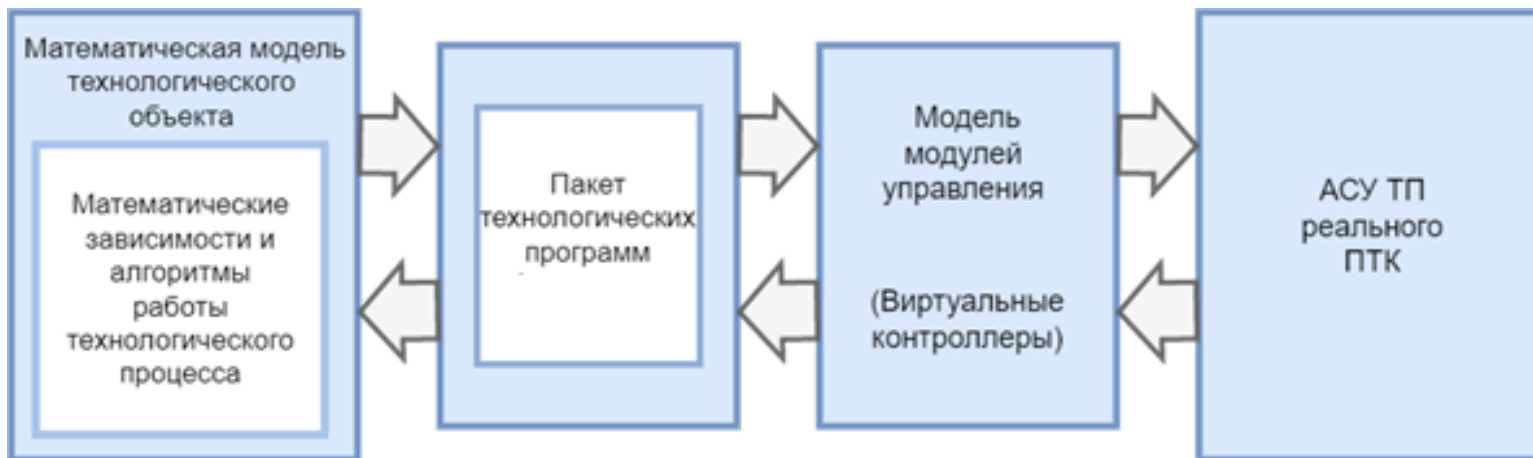 Математическая модель
технологического
объекта
Математические
зависимости и
алгоритмы
работы
технологического
процесса
Пакет
технологических
программ
Модель
модулей
управления
(Виртуальные
контроллеры)
АСУ ТП
реального
ПТК